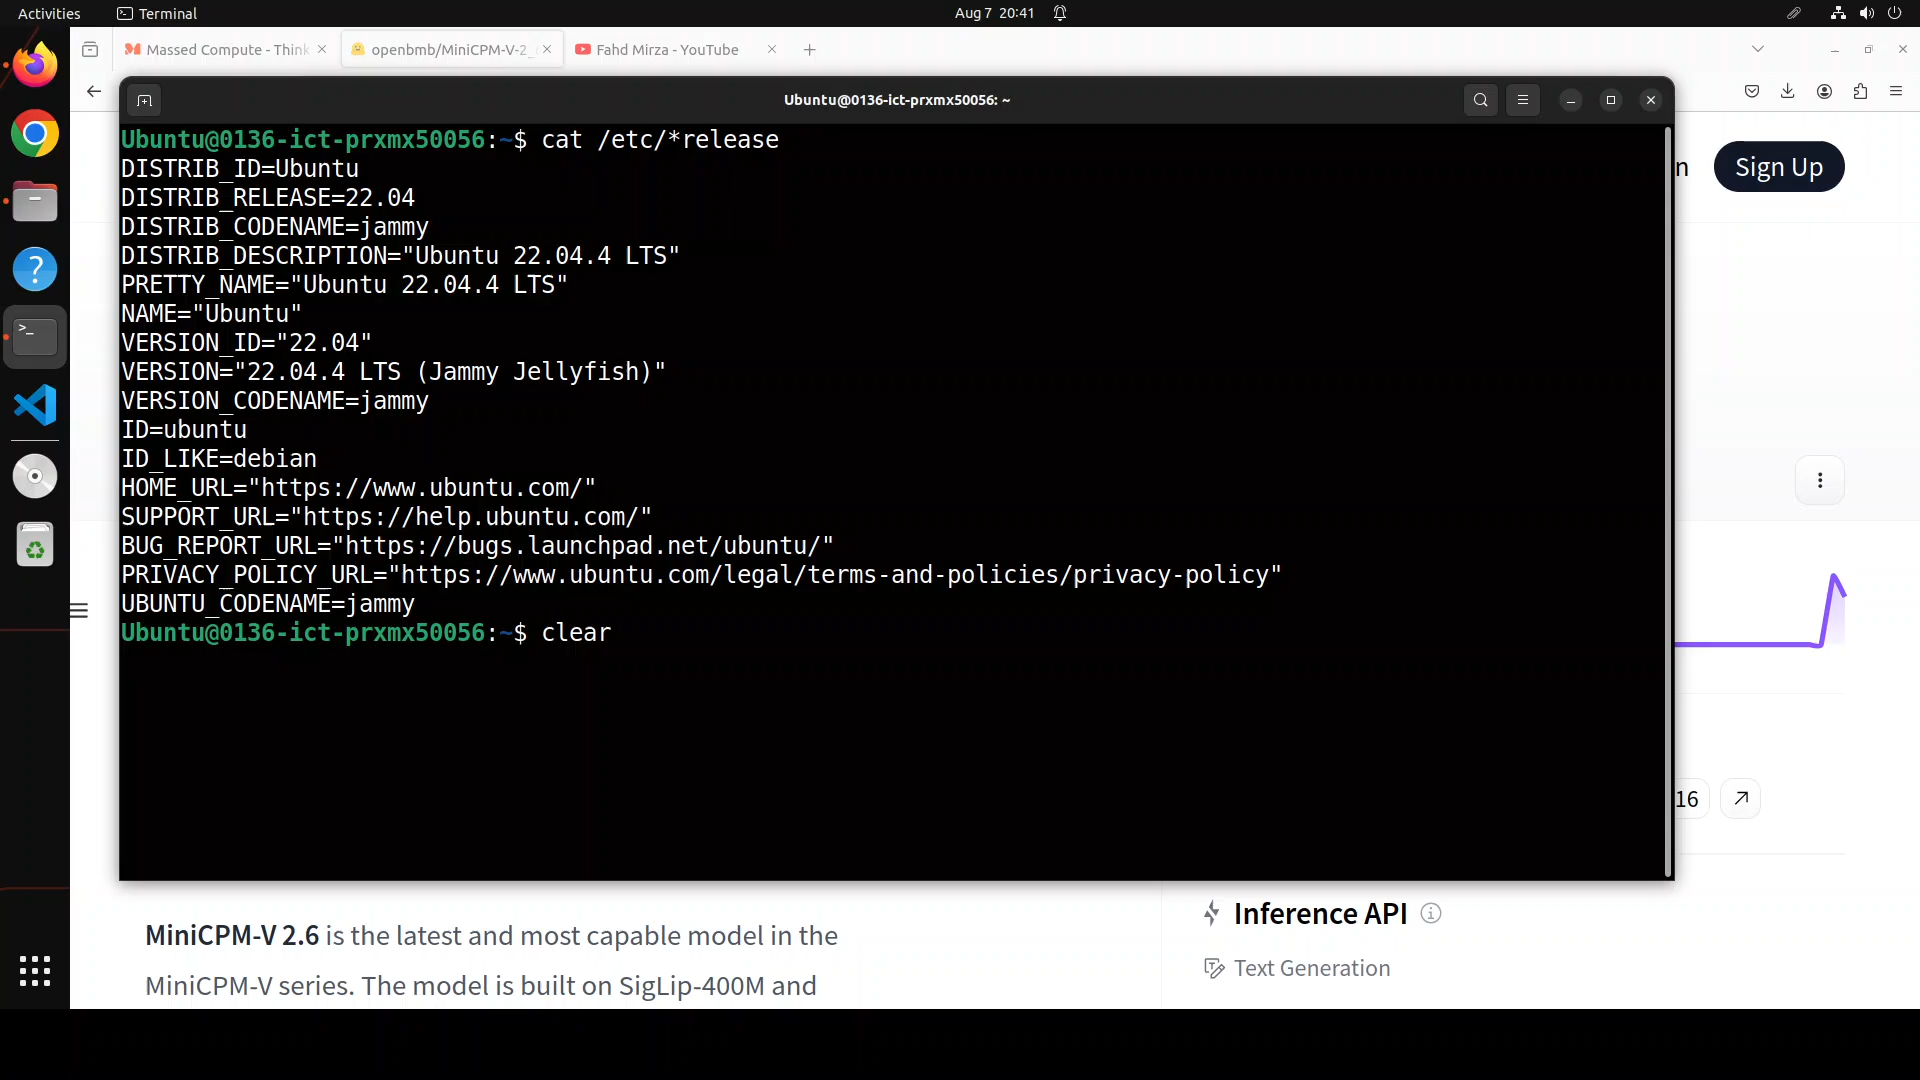 Activities Terminal Aug 7 20:41
Massed Compute - Think openbmb/MiniCPM-V-2_ Fahd Mirza - YouTube
Ubuntu@0136-ict-prxmx50056: ~
Ubuntu@0136-ict-prxmx50056:~$ cat /etc/*release
DISTRIB_ID=Ubuntu
DISTRIB_RELEASE=22.04
DISTRIB_CODENAME=jammy
DISTRIB_DESCRIPTION="Ubuntu 22.04.4 LTS"
PRETTY_NAME="Ubuntu 22.04.4 LTS"
NAME="Ubuntu"
VERSION_ID="22.04"
VERSION="22.04.4 LTS (Jammy Jellyfish)"
VERSION_CODENAME=jammy
ID=ubuntu
ID_LIKE=debian
HOME_URL="https://www.ubuntu.com/"
SUPPORT_URL="https://help.ubuntu.com/"
BUG_REPORT_URL="https://bugs.launchpad.net/ubuntu/"
PRIVACY_POLICY_URL="https://www.ubuntu.com/legal/terms-and-policies/privacy-policy"
UBUNTU_CODENAME=jammy
Ubuntu@0136-ict-prxmx50056:~$ clear
n Sign Up
16
MiniCPM-V 2.6 is the latest and most capable model in the
MiniCPM-V series. The model is built on SigLip-400M and
Inference API
Text Generation